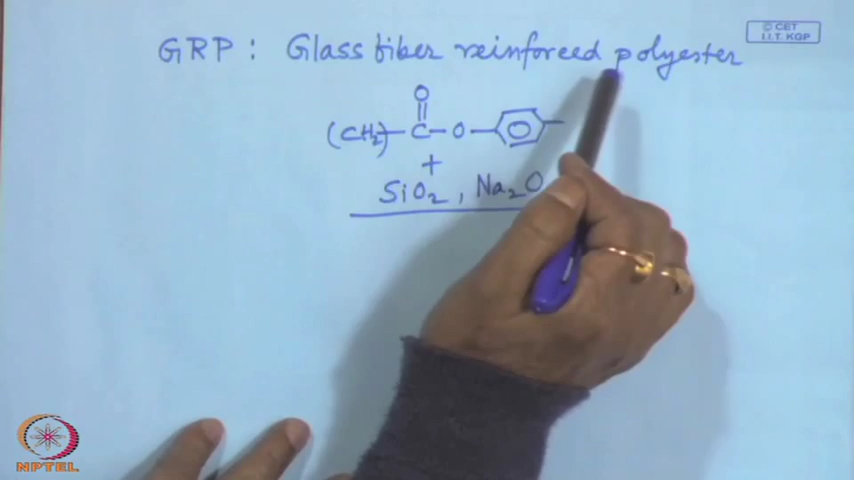 © CET
I.I.T. KGP
GRP : Glass fiber reinforced polyester
O
(CH₂)–C–O–
+
SiO₂, Na₂O
NPTEL